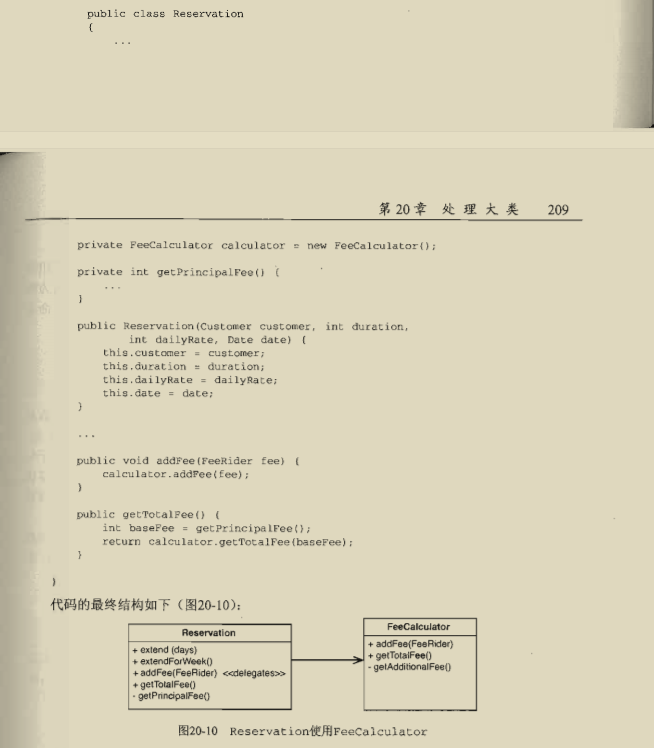 public class Reservation
{
...
第20章 处理大类 209
private FeeCalculator calculator = new FeeCalculator();
private int getPrincipalFee() {
...
}
public Reservation(Customer customer, int duration,
int dailyRate, Date date) {
this.customer = customer;
this.duration = duration;
this.dailyRate = dailyRate;
this.date = date;
}
...
public void addFee(FeeRider fee) {
calculator.addFee(fee);
}
public getTotalFee() {
int baseFee = getPrincipalFee();
return calculator.getTotalFee(baseFee);
}
}
代码的最终结构如下（图20-10）：
Reservation
+ extend (days)
+ extendForWeek()
+ addFee(FeeRider) <<delegates>>
+ getTotalFee()
- getPrincipalFee()
FeeCalculator
+ addFee(FeeRider)
+ getTotalFee()
- getAdditionalFee()
图20-10 Reservation使用FeeCalculator